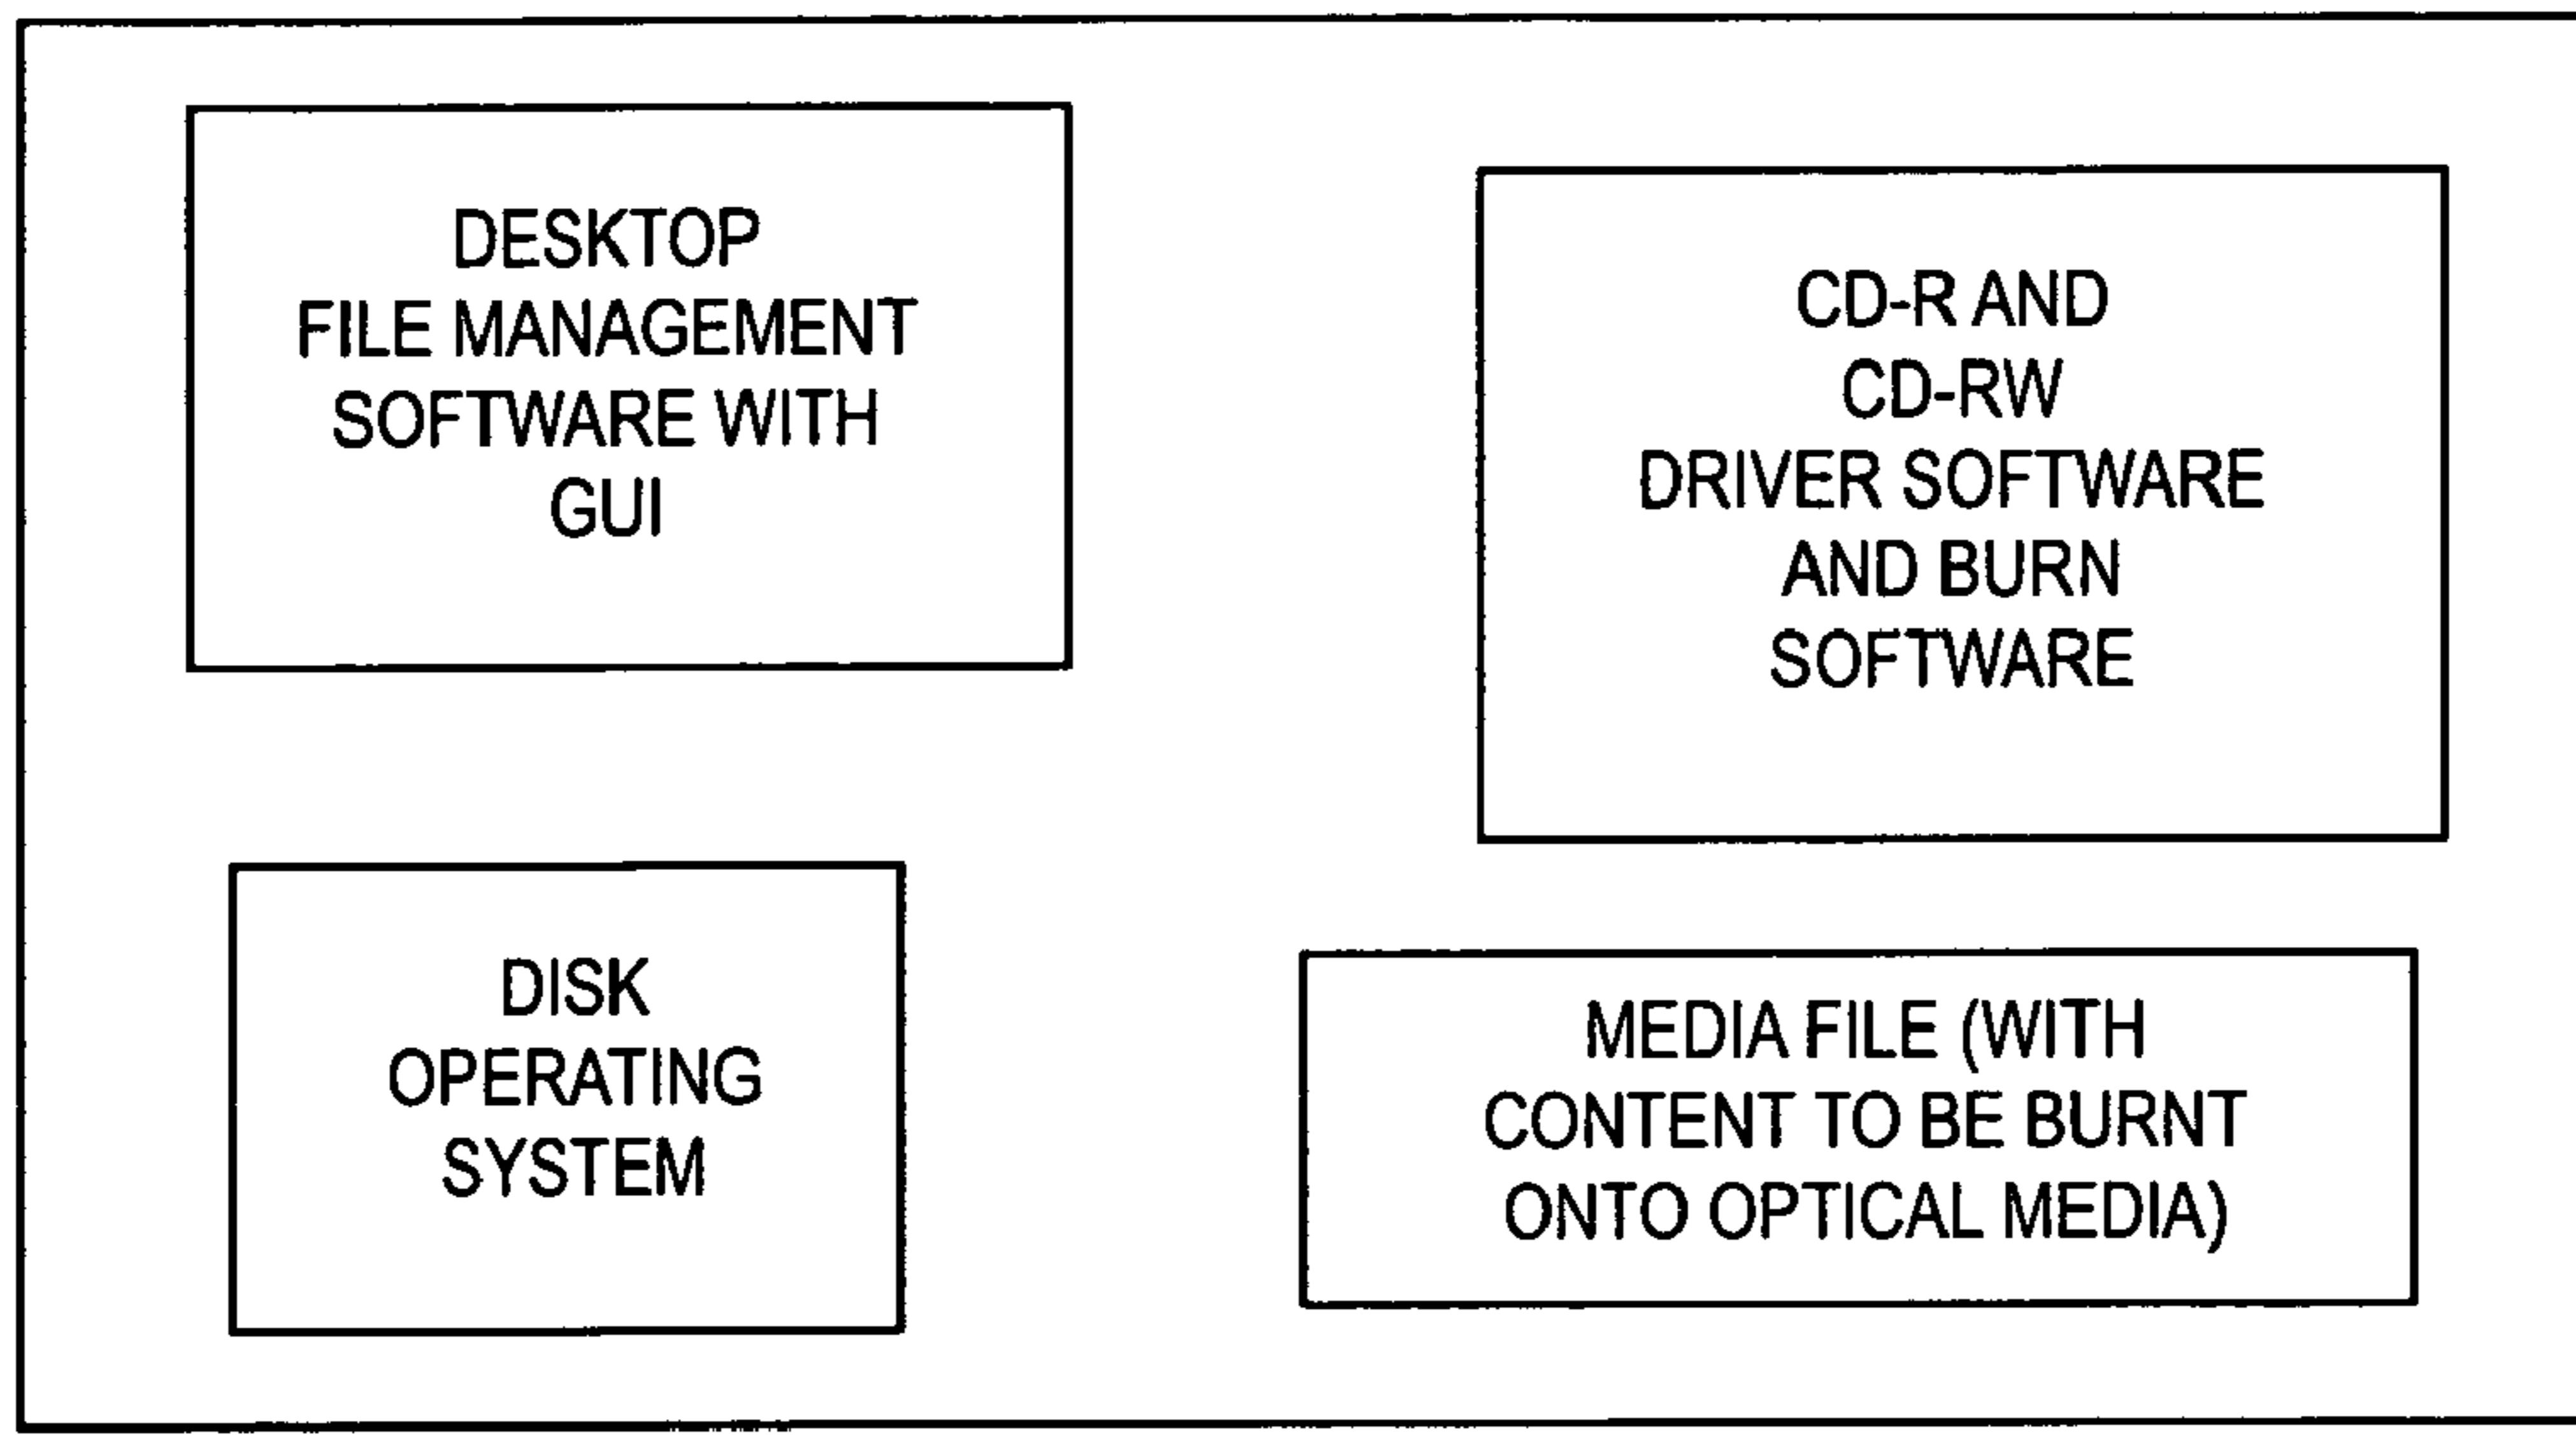 DESKTOP
FILE MANAGEMENT
SOFTWARE WITH
GUI
CD-R AND
CD-RW
DRIVER SOFTWARE
AND BURN
SOFTWARE
DISK
OPERATING
SYSTEM
MEDIA FILE (WITH
CONTENT TO BE BURNT
ONTO OPTICAL MEDIA)